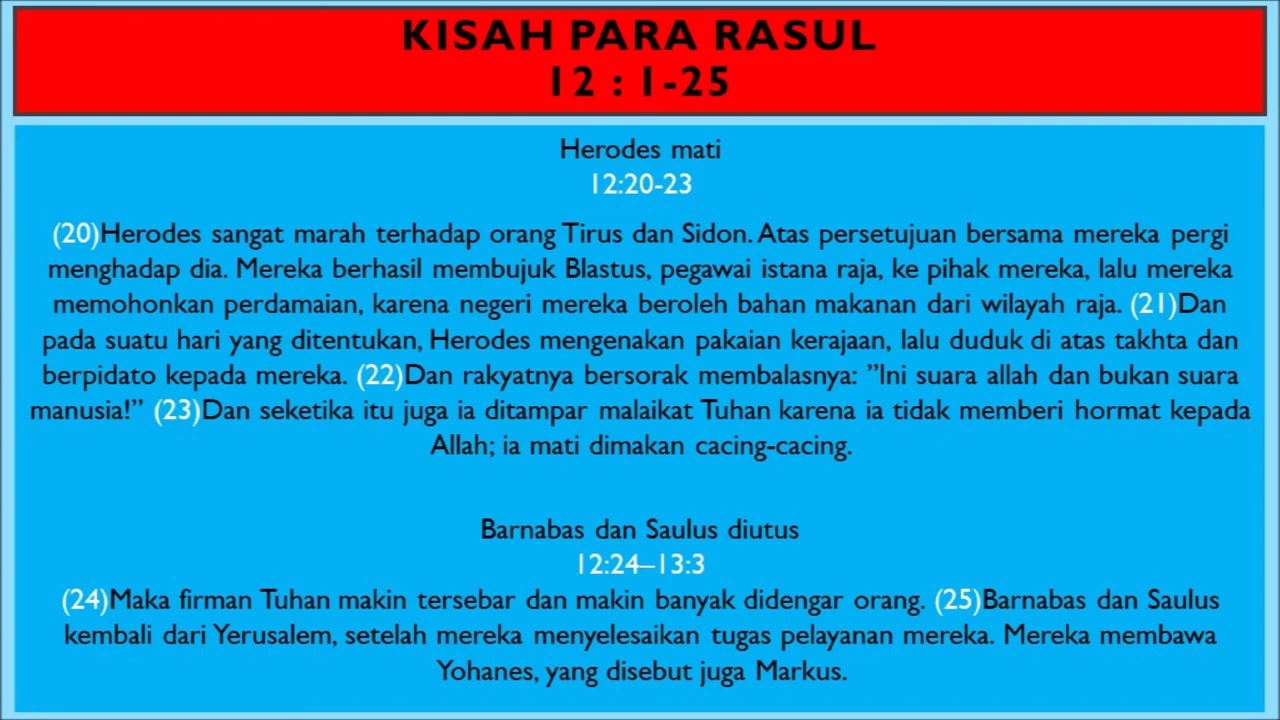 KISAH PARA RASUL
12 : 1-25
Herodes mati
12:20-23
(20)Herodes sangat marah terhadap orang Tirus dan Sidon. Atas persetujuan bersama mereka pergi
menghadap dia. Mereka berhasil membujuk Blastus, pegawai istana raja, ke pihak mereka, lalu mereka
memohonkan perdamaian, karena negeri mereka beroleh bahan makanan dari wilayah raja. (21)Dan
pada suatu hari yang ditentukan, Herodes mengenakan pakaian kerajaan, lalu duduk di atas takhta dan
berpidato kepada mereka. (22)Dan rakyatnya bersorak membalasnya: ”Ini suara allah dan bukan suara
manusia!” (23)Dan seketika itu juga ia ditampar malaikat Tuhan karena ia tidak memberi hormat kepada
Allah; ia mati dimakan cacing-cacing.
Barnabas dan Saulus diutus
12:24–13:3
(24)Maka firman Tuhan makin tersebar dan makin banyak didengar orang. (25)Barnabas dan Saulus
kembali dari Yerusalem, setelah mereka menyelesaikan tugas pelayanan mereka. Mereka membawa
Yohanes, yang disebut juga Markus.